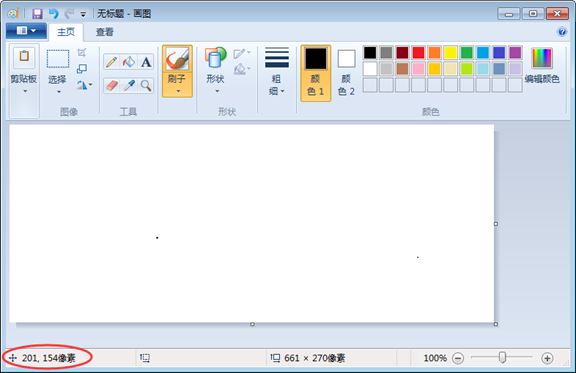 无标题 - 画图
主页 查看
剪贴板
选择
图像
A
工具
刷子
形状
形状
粗细
颜色 1
颜色 2
编辑颜色
颜色
201, 154像素
661 × 270像素
100%